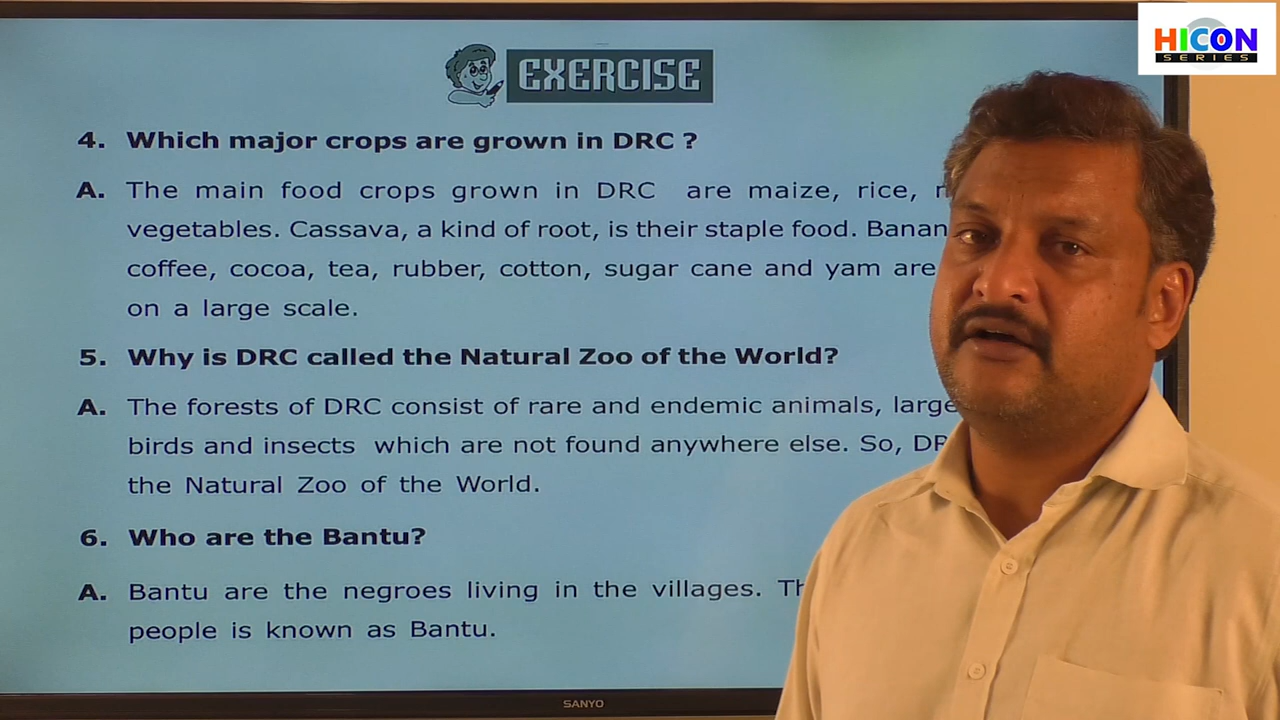 HICON
SERIES
EXERCISE
4. Which major crops are grown in DRC ?
A. The main food crops grown in DRC are maize, rice,
vegetables. Cassava, a kind of root, is their staple food.
coffee, cocoa, tea, rubber, cotton, sugar cane and yam are
on a large scale.
5. Why is DRC called the Natural Zoo of the World?
A. The forests of DRC consist of rare and endemic animals, large
birds and insects which are not found anywhere else. So,
the Natural Zoo of the World.
6. Who are the Bantu?
A. Bantu are the negroes living in the villages.
people is known as Bantu.
SANYO